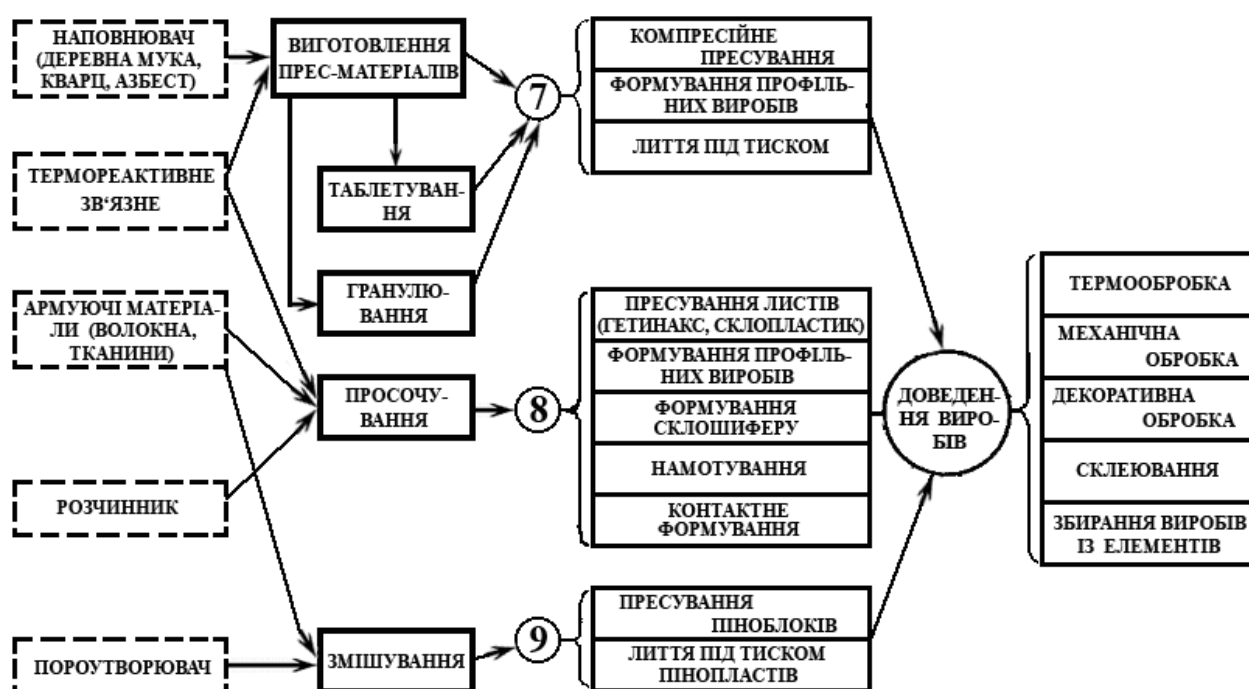 НАПОВНЮВАЧ
(ДЕРЕВНА МУКА,
КВАРЦ, АЗБЕСТ)
ТЕРМОРЕАКТИВНЕ
ЗВ‘ЯЗНЕ
АРМУЮЧІ МАТЕРІА-
ЛИ (ВОЛОКНА,
ТКАНИНИ)
РОЗЧИННИК
ПОРОУТВОРЮВАЧ
ВИГОТОВЛЕННЯ
ПРЕС-МАТЕРІАЛІВ
ТАБЛЕТУВАН-
НЯ
ГРАНУЛЮ-
ВАННЯ
ПРОСОЧУ-
ВАННЯ
ЗМІШУВАННЯ
7
8
9
КОМПРЕСІЙНЕ
ПРЕСУВАННЯ
ФОРМУВАННЯ ПРОФІЛЬ-
НИХ ВИРОБІВ
ЛИТТЯ ПІД ТИСКОМ
ПРЕСУВАННЯ ЛИСТІВ
(ГЕТИНАКС, СКЛОПЛАСТИК)
ФОРМУВАННЯ ПРОФІЛЬ-
НИХ ВИРОБІВ
ФОРМУВАННЯ
СКЛОШИФЕРУ
НАМОТУВАННЯ
КОНТАКТНЕ
ФОРМУВАННЯ
ПРЕСУВАННЯ
ПІНОБЛОКІВ
ЛИТТЯ ПІД ТИСКОМ
ПІНОПЛАСТІВ
ДОВЕДЕН-
НЯ ВИРО-
БІВ
ТЕРМООБРОБКА
МЕХАНІЧНА
ОБРОБКА
ДЕКОРАТИВНА
ОБРОБКА
СКЛЕЮВАННЯ
ЗБИРАННЯ ВИРОБІВ
ІЗ ЕЛЕМЕНТІВ